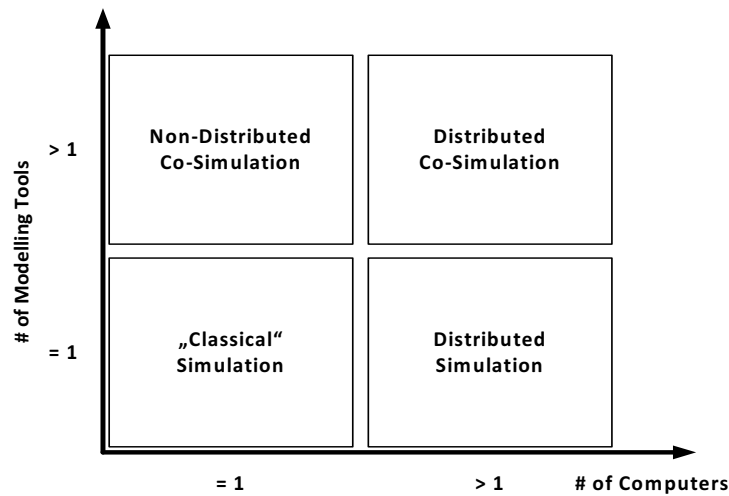 # of Modelling Tools
> 1
Non-Distributed
Co-Simulation
Distributed
Co-Simulation
= 1
„Classical“
Simulation
Distributed
Simulation
= 1
> 1
# of Computers